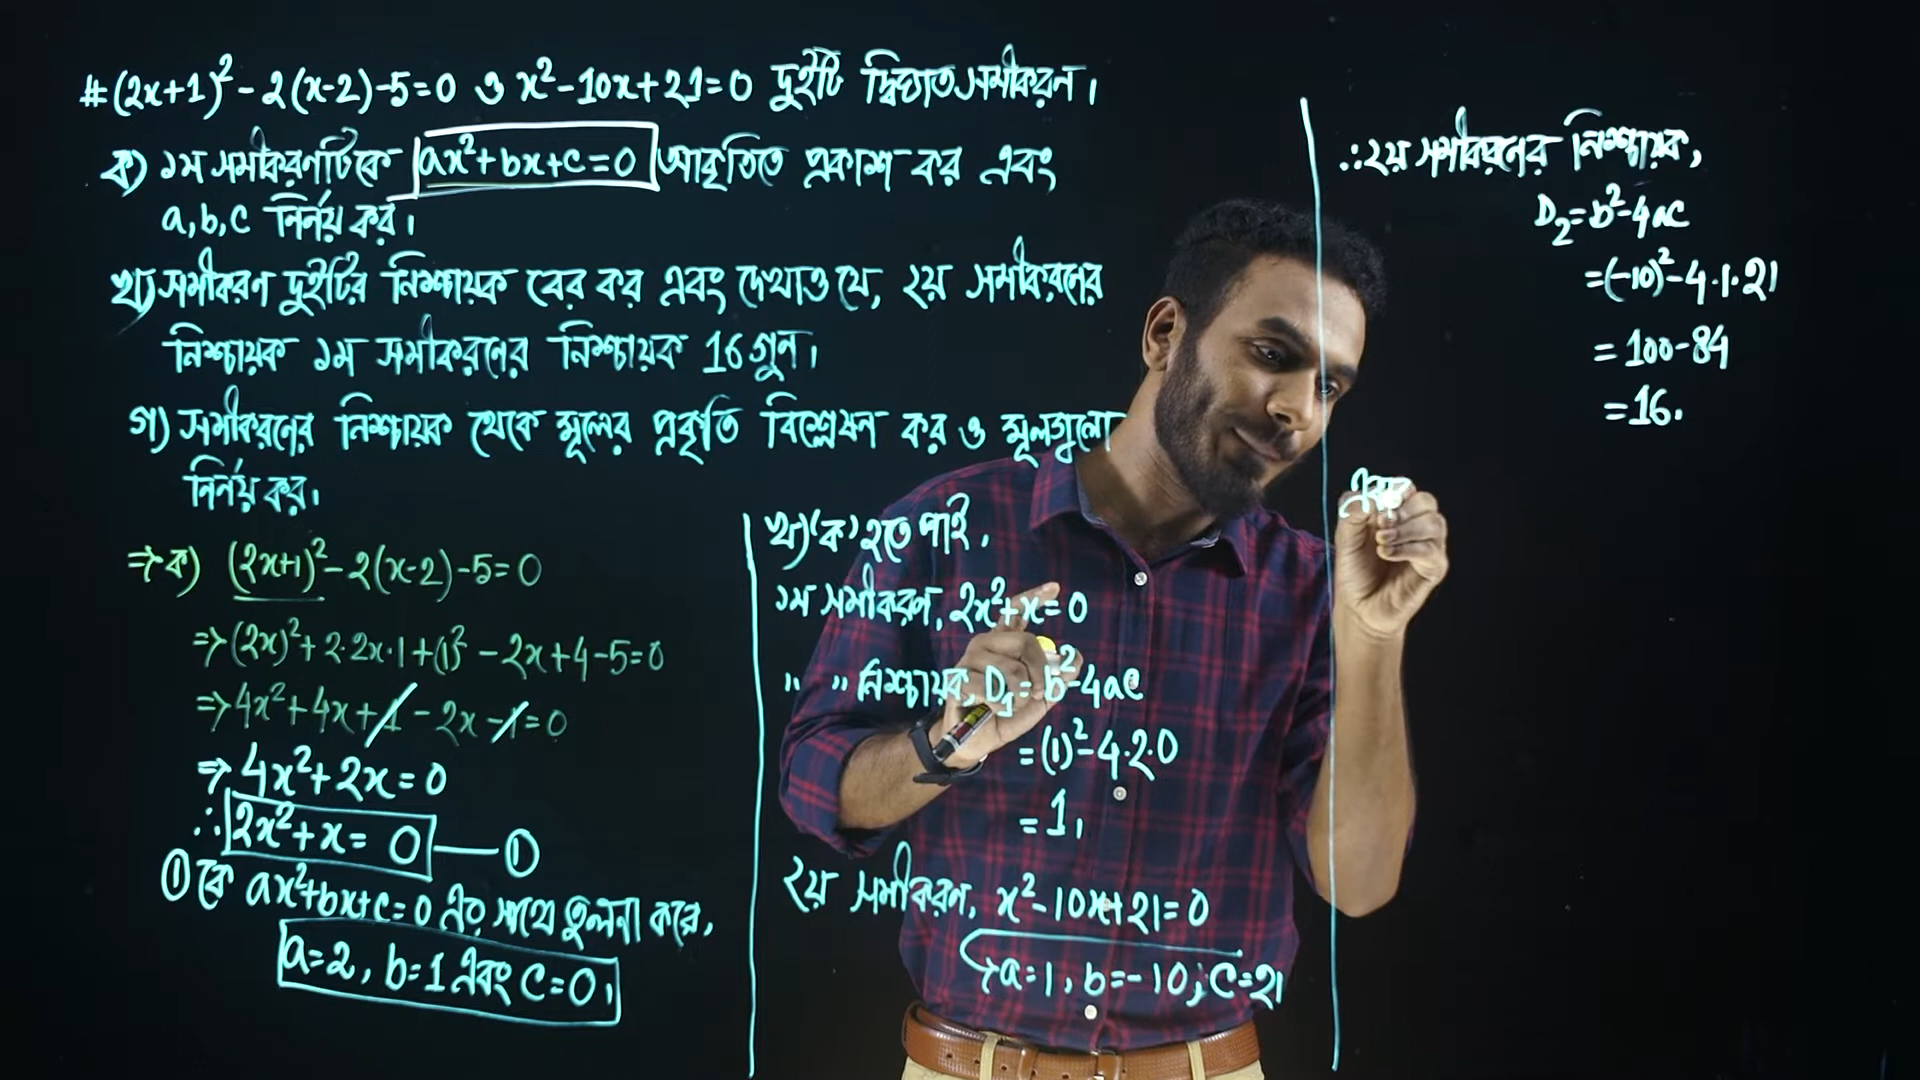 # (2x+1)² - 2(x-2)-5=0 ও x²-10x+21=0 দুইটি দ্বিঘাত সমীকরণ।
ক) ১ম সমীকরণটিকে ax²+bx+c=0 আকৃতিতে প্রকাশ কর এবং
a,b,c নির্নয় কর।
খ) সমীকরণ দুইটির নিশ্চায়ক বের কর এবং দেখাও যে, ২য় সমীকরনের
নিশ্চায়ক ১ম সমীকরণের নিশ্চায়ক 16 গুন।
গ) সমীকরণের নিশ্চায়ক থেকে মূলের প্রকৃতি বিশ্লেষন কর ও মূলগুলো
নির্নয় কর।
⇒ ক) (2x+1)² - 2(x-2)-5=0
⇒ (2x)²+2·2x·1+(1)² - 2x+4-5=0
⇒ 4x²+4x+1 - 2x -1=0
⇒ 4x²+2x=0
∴ 2x²+x= 0 — ①
① কে ax²+bx+c=0 এর সাথে তুলনা করে,
a=2, b=1 এবং c=0।
খ) 'ক' হতে পাই,
১ম সমীকরণ, 2x²+x=0
" " নিশ্চায়ক, D₁= b²-4ac
=(1)²-4·2·0
=1।
২য় সমীকরন, x²-10x+21=0
→a=1, b=-10, c=21
∴ ২য় সমীকরণের নিশ্চায়ক,
D₂=b²-4ac
=(-10)²-4·1·21
=100-84
=16.